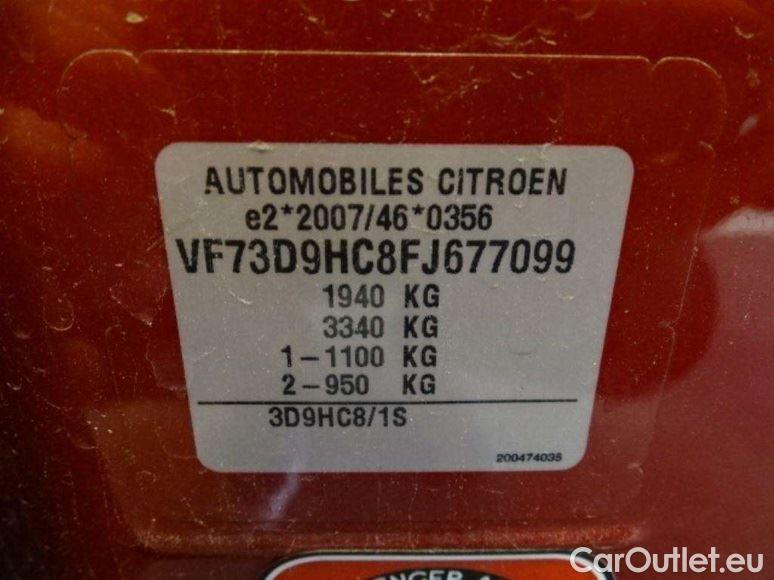 AUTOMOBILES CITROEN
e2*2007/46*0356
VF73D9HC8FJ677099
1940 KG
3340 KG
1-1100 KG
2-950 KG
3D9HC8/1S
200474035
CarOutlet.eu